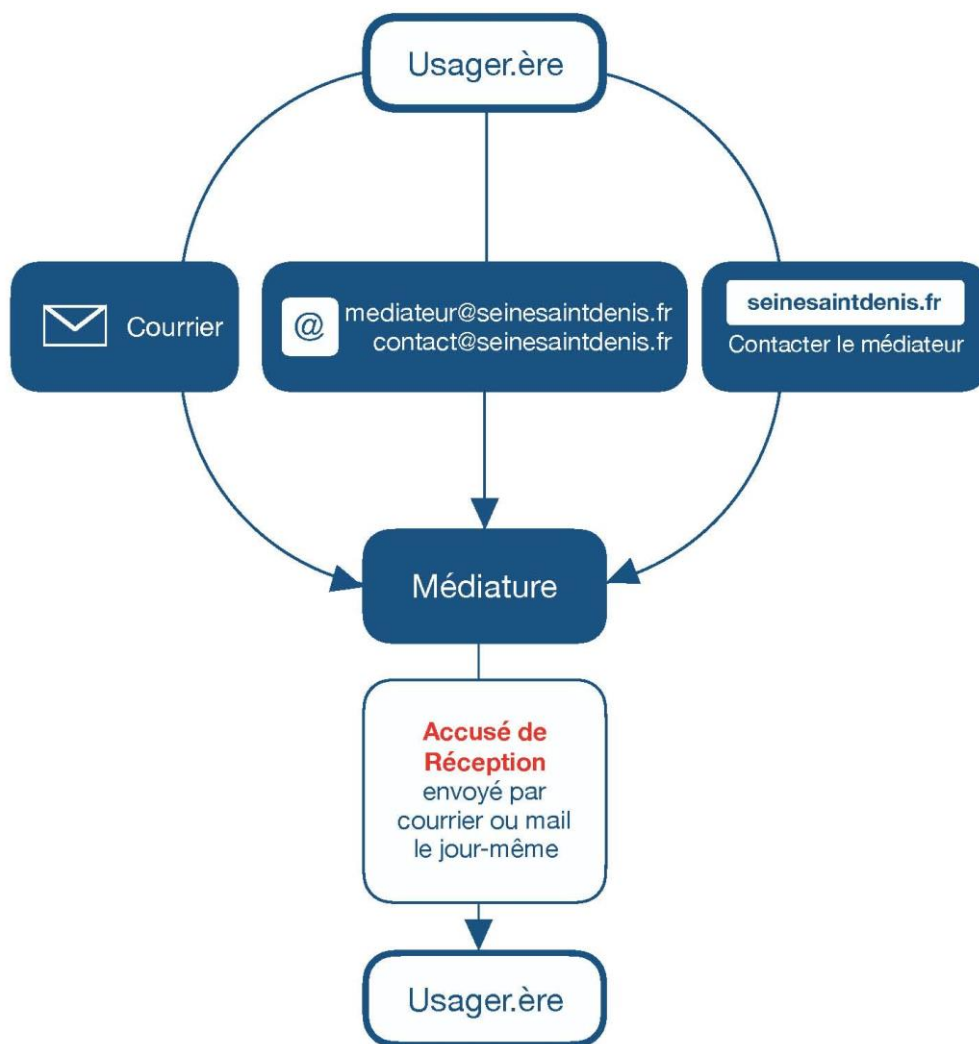 Usager.ère
Courrier
@
mediateur@seinesaintdenis.fr
contact@seinesaintdenis.fr
seinesaintdenis.fr
Contacter le médiateur
Médiature
Accusé de
Réception
envoyé par
courrier ou mail
le jour-même
Usager.ère